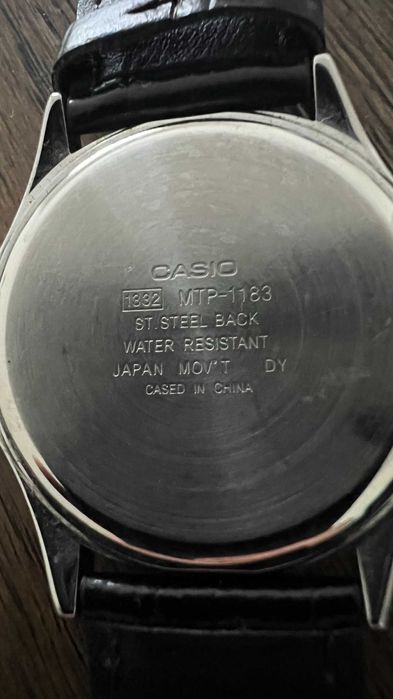 CASIO
1332 MTP-1183
ST.STEEL BACK
WATER RESISTANT
JAPAN MOV'T DY
CASED IN CHINA